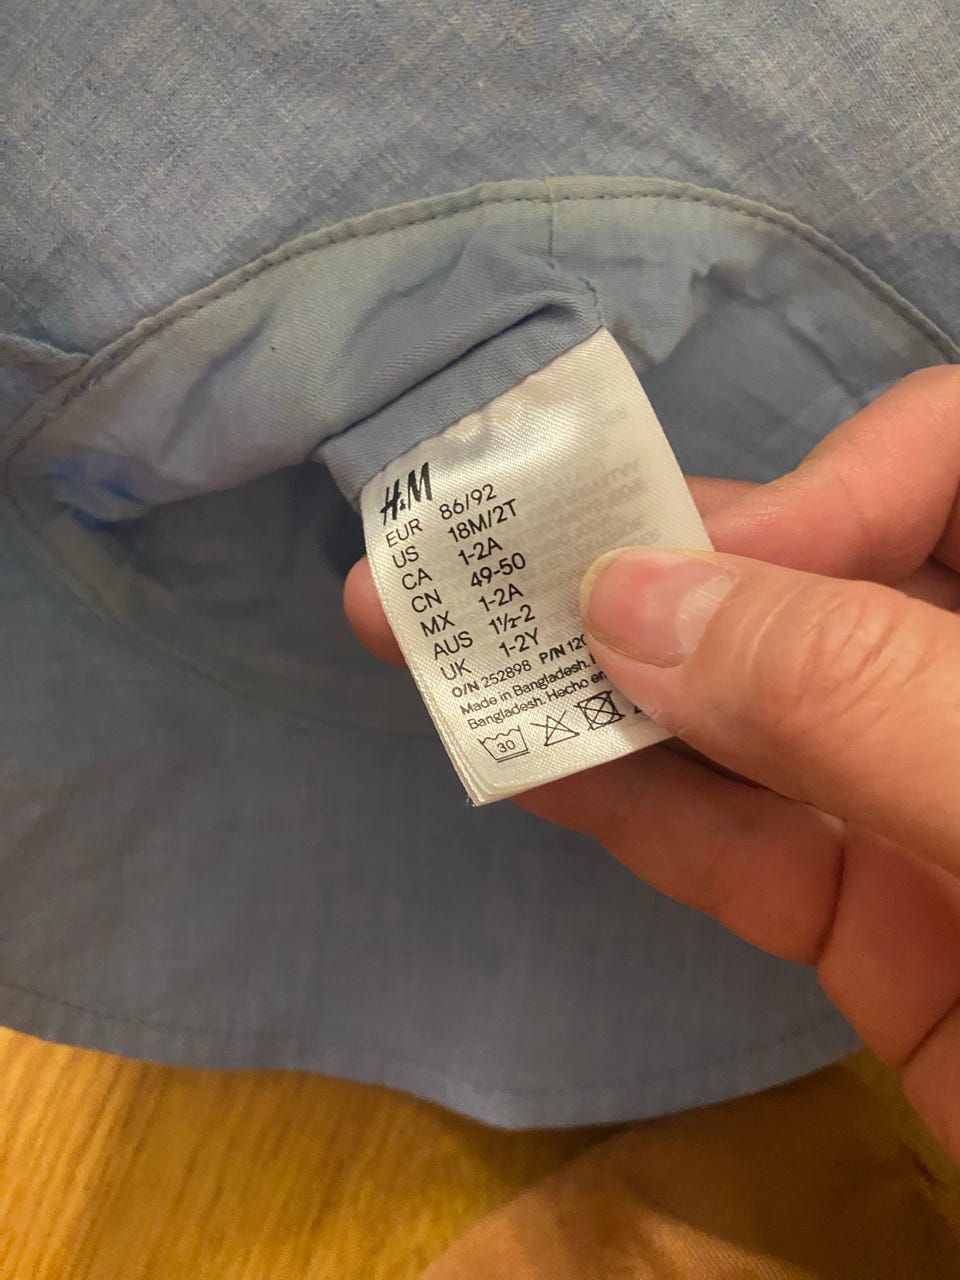 H&M
EUR 86/92
US 18M/2T
CA 1-2A
CN 49-50
MX 1-2A
AUS 1½-2
UK 1-2Y
O/N 252898 P/N 120
Made in Bangladesh.
Bangladesh. Hecho en
30